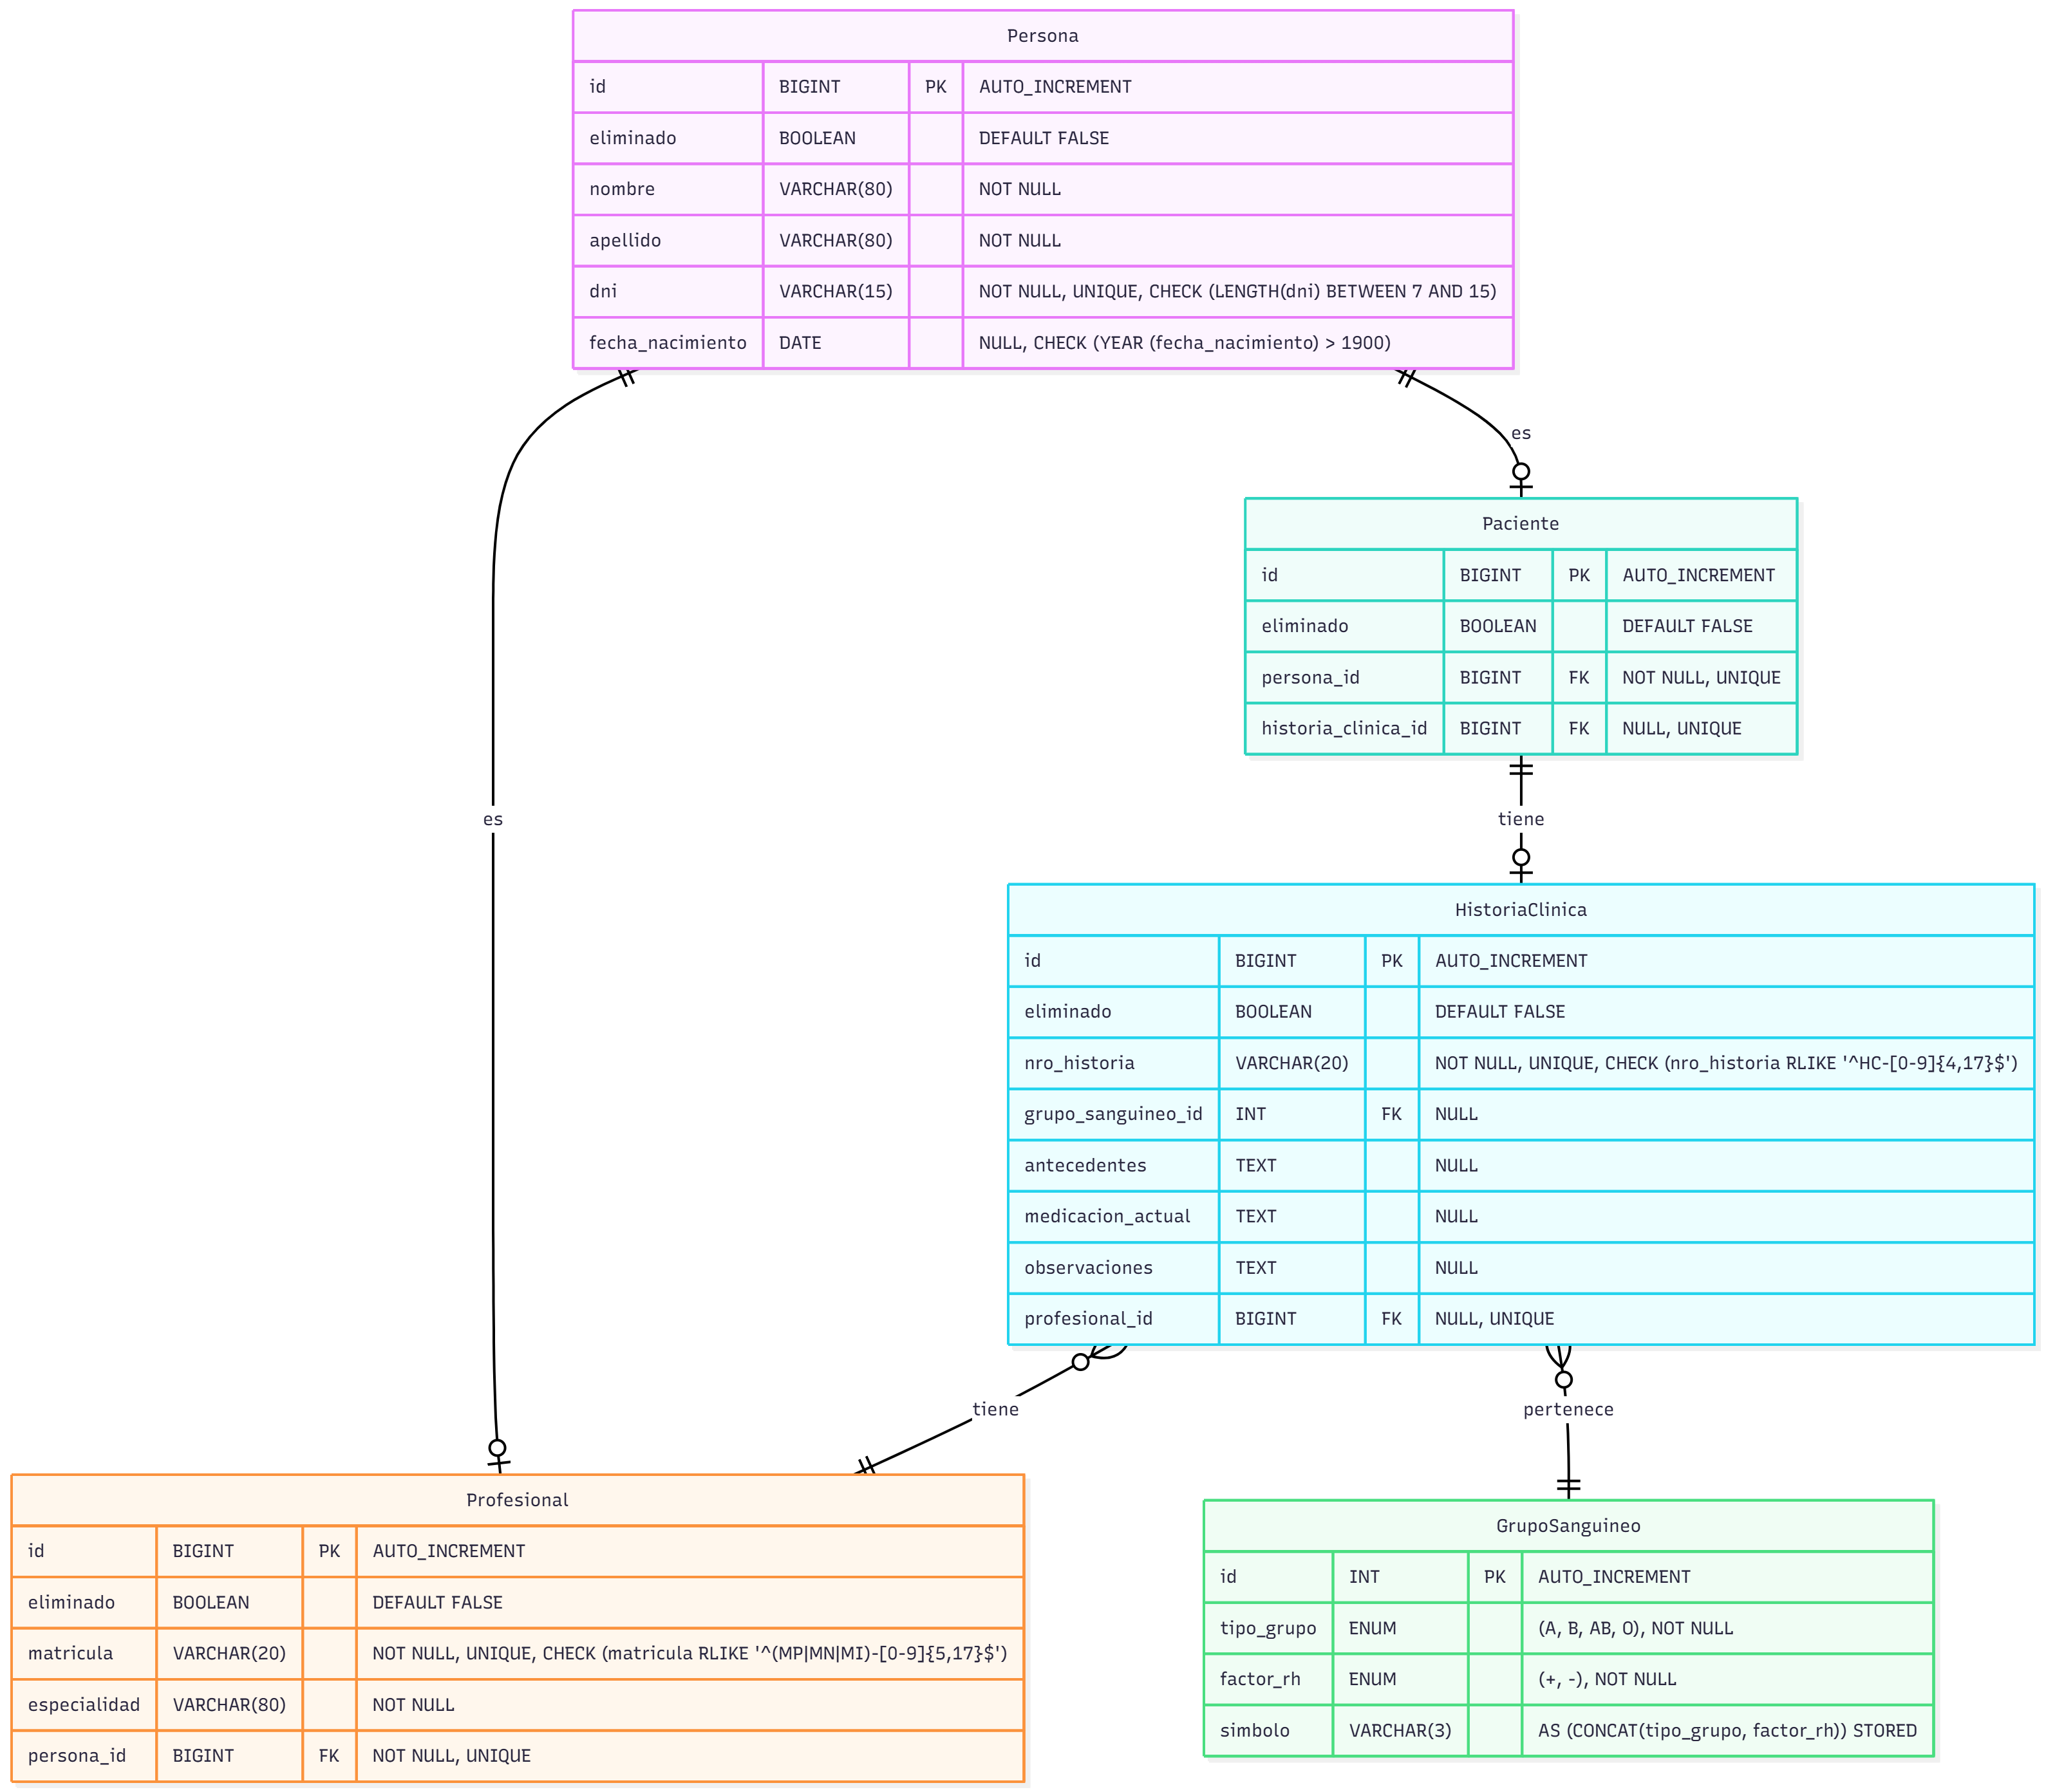 Persona
id BIGINT PK AUTO_INCREMENT
eliminado BOOLEAN DEFAULT FALSE
nombre VARCHAR(80) NOT NULL
apellido VARCHAR(80) NOT NULL
dni VARCHAR(15) NOT NULL, UNIQUE, CHECK (LENGTH(dni) BETWEEN 7 AND 15)
fecha_nacimiento DATE NULL, CHECK (YEAR (fecha_nacimiento) > 1900)
es
Paciente
id BIGINT PK AUTO_INCREMENT
eliminado BOOLEAN DEFAULT FALSE
persona_id BIGINT FK NOT NULL, UNIQUE
historia_clinica_id BIGINT FK NULL, UNIQUE
es
tiene
HistoriaClinica
id BIGINT PK AUTO_INCREMENT
eliminado BOOLEAN DEFAULT FALSE
nro_historia VARCHAR(20) NOT NULL, UNIQUE, CHECK (nro_historia RLIKE '^HC-[0-9]{4,17}$')
grupo_sanguineo_id INT FK NULL
antecedentes TEXT NULL
medicacion_actual TEXT NULL
observaciones TEXT NULL
profesional_id BIGINT FK NULL, UNIQUE
tiene
pertenece
Profesional
id BIGINT PK AUTO_INCREMENT
eliminado BOOLEAN DEFAULT FALSE
matricula VARCHAR(20) NOT NULL, UNIQUE, CHECK (matricula RLIKE '^(MP|MN|MI)-[0-9]{5,17}$')
especialidad VARCHAR(80) NOT NULL
persona_id BIGINT FK NOT NULL, UNIQUE
GrupoSanguineo
id INT PK AUTO_INCREMENT
tipo_grupo ENUM (A, B, AB, O), NOT NULL
factor_rh ENUM (+, -), NOT NULL
simbolo VARCHAR(3) AS (CONCAT(tipo_grupo, factor_rh)) STORED